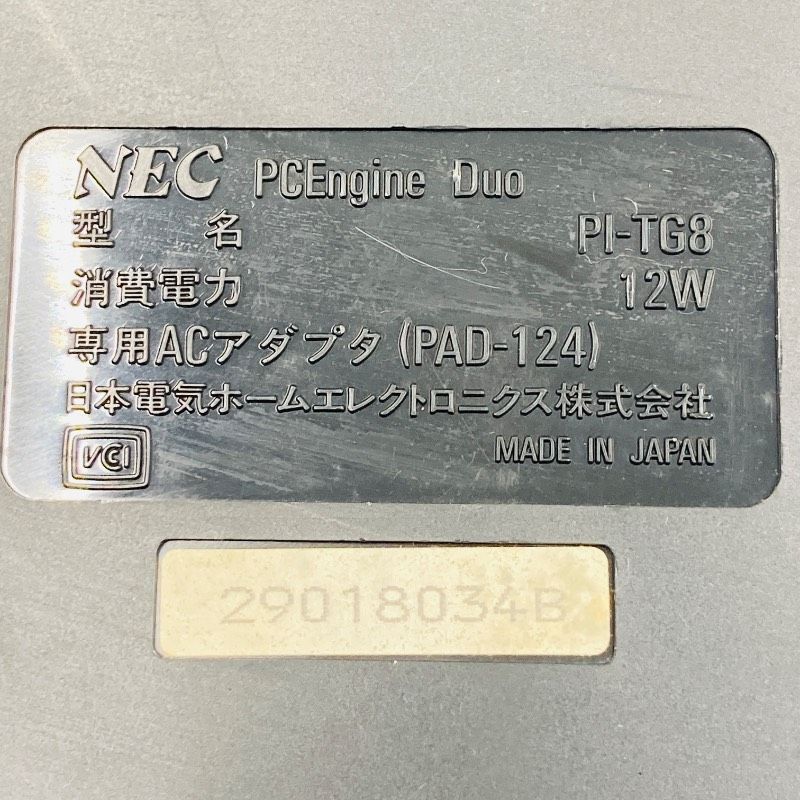 NEC PCEngine Duo
型 名 PI-TG8
消費電力 12W
専用ACアダプタ (PAD-124)
日本電気ホームエレクトロニクス株式会社
VCI MADE IN JAPAN
29018034B